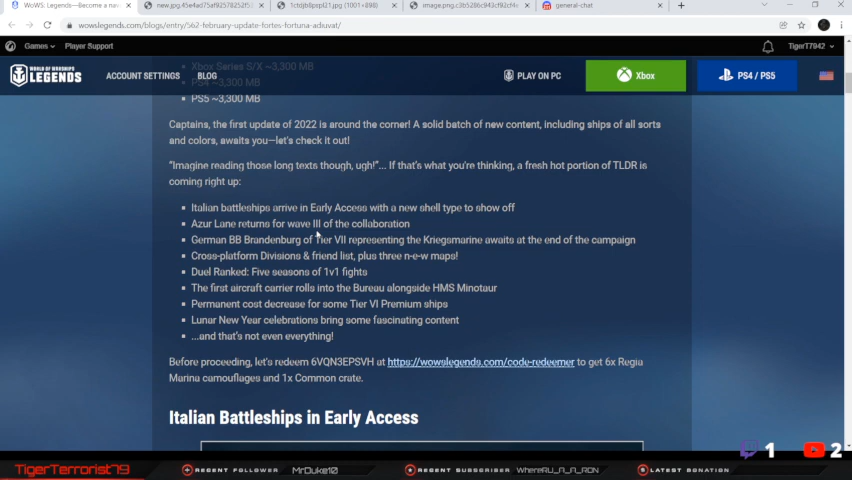 WoWS: Legends—Become a nav
new.jpg.45e4ad75af92578252f5
1ctdjb8pspl21.jpg (1001×898)
image.png.c3b5280c943cf92cf4c
general-chat
wowslegends.com/blogs/entry/562-february-update-fortes-fortuna-adiuvat/
Games
Player Support
TigerT7942
WORLD OF WARSHIPS
LEGENDS
ACCOUNT SETTINGS
BLOG
PLAY ON PC
Xbox
PS4 / PS5
Xbox Series S/X ~3,300 MB
PS4 ~3,300 MB
PS5 ~3,300 MB
Captains, the first update of 2022 is around the corner! A solid batch of new content, including ships of all sorts
and colors, awaits you—let's check it out!
"Imagine reading those long texts though, ugh!"... If that's what you're thinking, a fresh hot portion of TLDR is
coming right up:
Italian battleships arrive in Early Access with a new shell type to show off
Azur Lane returns for wave III of the collaboration
German BB Brandenburg of Tier VII representing the Kriegsmarine awaits at the end of the campaign
Cross-platform Divisions & friend list, plus three n-e-w maps!
Duel Ranked: Five seasons of 1v1 fights
The first aircraft carrier rolls into the Bureau alongside HMS Minotaur
Permanent cost decrease for some Tier VI Premium ships
Lunar New Year celebrations bring some fascinating content
...and that's not even everything!
Before proceeding, let's redeem 6VQN3EPSVH at https://wowslegends.com/code-redeemer to get 6x Regia
Marina camouflages and 1x Common crate.
Italian Battleships in Early Access
1
2
TigerTerrorist79
RECENT FOLLOWER
MrDuke10
RECENT SUBSCRIBER
WhereRU_A_A_RON
LATEST DONATION